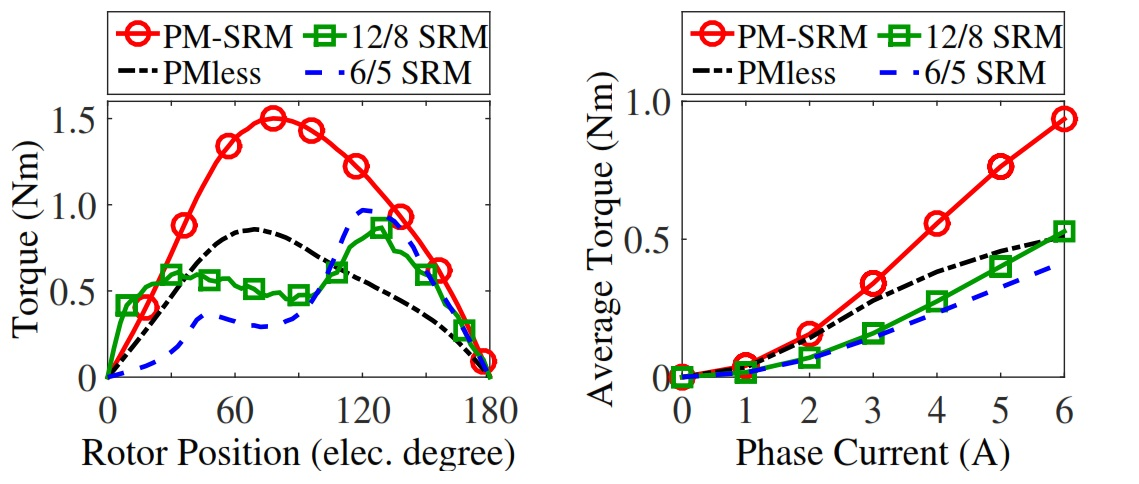 PM-SRM 12/8 SRM
PMless 6/5 SRM
1.5
1.0
0.5
0
Torque (Nm)
0 60 120 180
Rotor Position (elec. degree)
PM-SRM 12/8 SRM
PMless 6/5 SRM
1.0
0.5
0
Average Torque (Nm)
0 1 2 3 4 5 6
Phase Current (A)